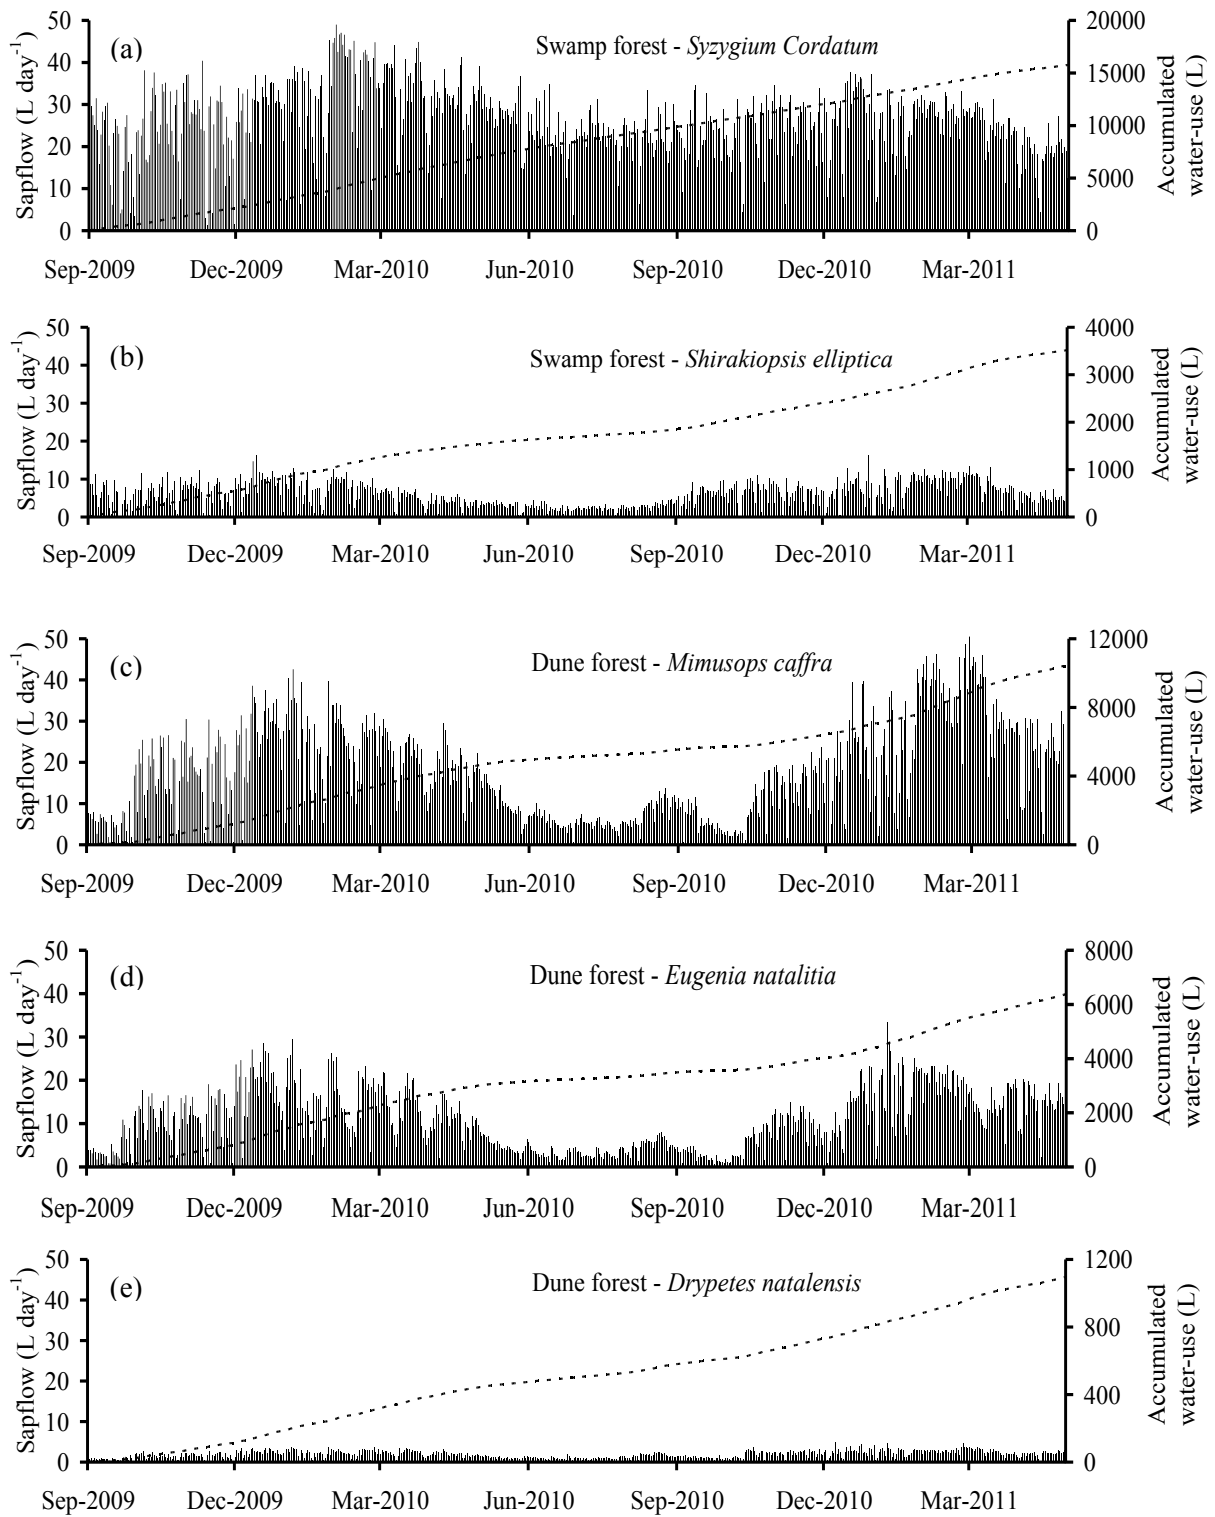 50
40
30
20
10
0
Sapflow (L day⁻¹)
(a)
Swamp forest - Syzygium Cordatum
20000
15000
10000
5000
0
Accumulated
water-use (L)
Sep-2009 Dec-2009 Mar-2010 Jun-2010 Sep-2010 Dec-2010 Mar-2011
50
40
30
20
10
0
Sapflow (L day⁻¹)
(b)
Swamp forest - Shirakiopsis elliptica
4000
3000
2000
1000
0
Accumulated
water-use (L)
Sep-2009 Dec-2009 Mar-2010 Jun-2010 Sep-2010 Dec-2010 Mar-2011
50
40
30
20
10
0
Sapflow (L day⁻¹)
(c)
Dune forest - Mimusops caffra
12000
8000
4000
0
Accumulated
water-use (L)
Sep-2009 Dec-2009 Mar-2010 Jun-2010 Sep-2010 Dec-2010 Mar-2011
50
40
30
20
10
0
Sapflow (L day⁻¹)
(d)
Dune forest - Eugenia natalitia
8000
6000
4000
2000
0
Accumulated
water-use (L)
Sep-2009 Dec-2009 Mar-2010 Jun-2010 Sep-2010 Dec-2010 Mar-2011
50
40
30
20
10
0
Sapflow (L day⁻¹)
(e)
Dune forest - Drypetes natalensis
1200
800
400
0
Accumulated
water-use (L)
Sep-2009 Dec-2009 Mar-2010 Jun-2010 Sep-2010 Dec-2010 Mar-2011